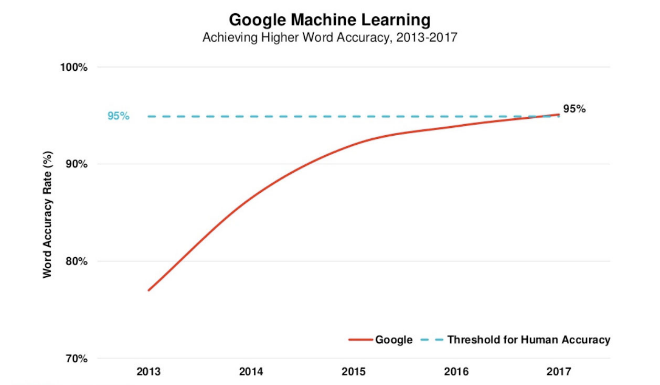 Google Machine Learning
Achieving Higher Word Accuracy, 2013-2017
100%
95%
95%
90%
Word Accuracy Rate (%)
80%
Google
Threshold for Human Accuracy
70%
2013 2014 2015 2016 2017